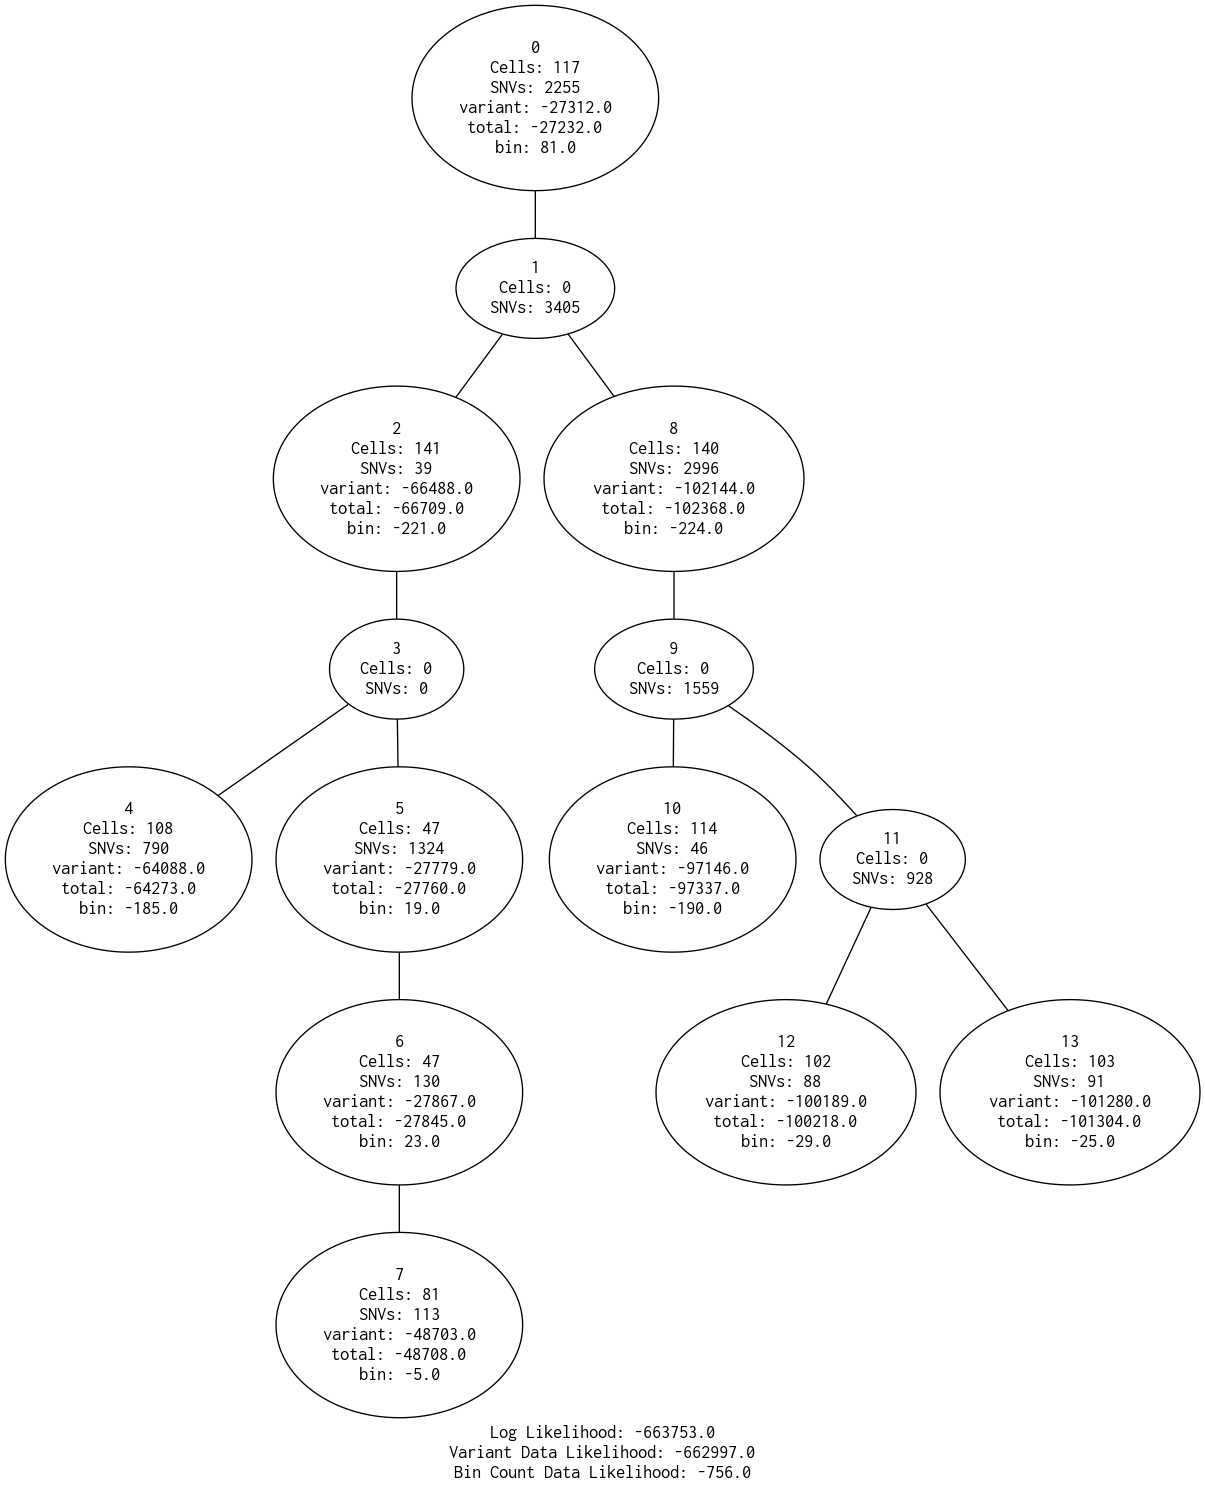 0
Cells: 117
SNVs: 2255
variant: -27312.0
total: -27232.0
bin: 81.0
1
Cells: 0
SNVs: 3405
2
Cells: 141
SNVs: 39
variant: -66488.0
total: -66709.0
bin: -221.0
8
Cells: 140
SNVs: 2996
variant: -102144.0
total: -102368.0
bin: -224.0
3
Cells: 0
SNVs: 0
9
Cells: 0
SNVs: 1559
4
Cells: 108
SNVs: 790
variant: -64088.0
total: -64273.0
bin: -185.0
5
Cells: 47
SNVs: 1324
variant: -27779.0
total: -27760.0
bin: 19.0
10
Cells: 114
SNVs: 46
variant: -97146.0
total: -97337.0
bin: -190.0
11
Cells: 0
SNVs: 928
6
Cells: 47
SNVs: 130
variant: -27867.0
total: -27845.0
bin: 23.0
12
Cells: 102
SNVs: 88
variant: -100189.0
total: -100218.0
bin: -29.0
13
Cells: 103
SNVs: 91
variant: -101280.0
total: -101304.0
bin: -25.0
7
Cells: 81
SNVs: 113
variant: -48703.0
total: -48708.0
bin: -5.0
Log Likelihood: -663753.0
Variant Data Likelihood: -662997.0
Bin Count Data Likelihood: -756.0